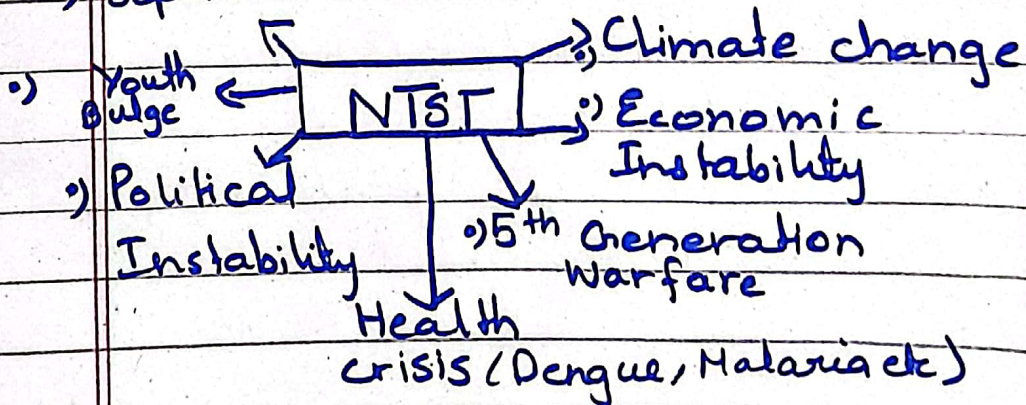 Climate change
Youth
Bulge
NTST
Economic
Instability
Political
Instability
5th Generation
warfare
Health
crisis (Dengue, Malaria etc)